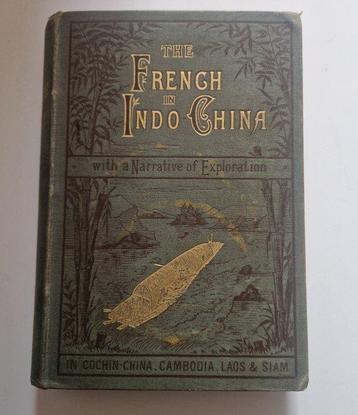 THE
FRENCH
IN
INDO CHINA
with a Narrative of Exploration
IN COCHIN-CHINA, CAMBODIA, LAOS & SIAM